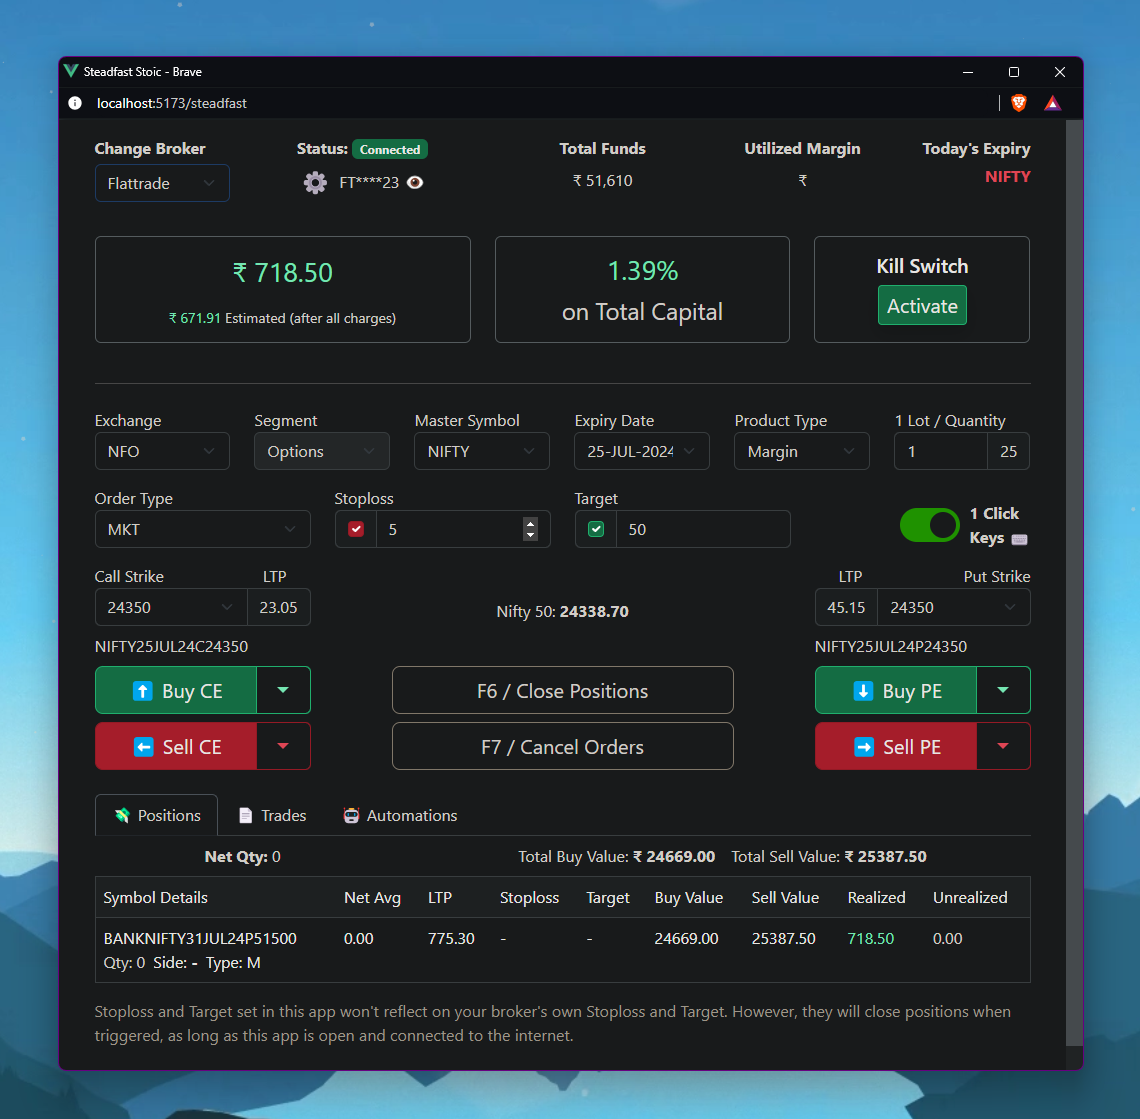 Steadfast Stoic - Brave
localhost:5173/steadfast
Change Broker Status: Connected Total Funds Utilized Margin Today's Expiry
Flattrade FT****23 ₹ 51,610 ₹ NIFTY
₹ 718.50 1.39% Kill Switch
₹ 671.91 Estimated (after all charges) on Total Capital Activate
Exchange Segment Master Symbol Expiry Date Product Type 1 Lot / Quantity
NFO Options NIFTY 25-JUL-2024 Margin 1 25
Order Type Stoploss Target 1 Click
MKT 5 50 Keys
Call Strike LTP LTP Put Strike
24350 23.05 Nifty 50: 24338.70 45.15 24350
NIFTY25JUL24C24350 NIFTY25JUL24P24350
Buy CE F6 / Close Positions Buy PE
Sell CE F7 / Cancel Orders Sell PE
Positions Trades Automations
Net Qty: 0 Total Buy Value: ₹ 24669.00 Total Sell Value: ₹ 25387.50
Symbol Details Net Avg LTP Stoploss Target Buy Value Sell Value Realized Unrealized
BANKNIFTY31JUL24P51500 0.00 775.30 - - 24669.00 25387.50 718.50 0.00
Qty: 0 Side: - Type: M
Stoploss and Target set in this app won't reflect on your broker's own Stoploss and Target. However, they will close positions when
triggered, as long as this app is open and connected to the internet.